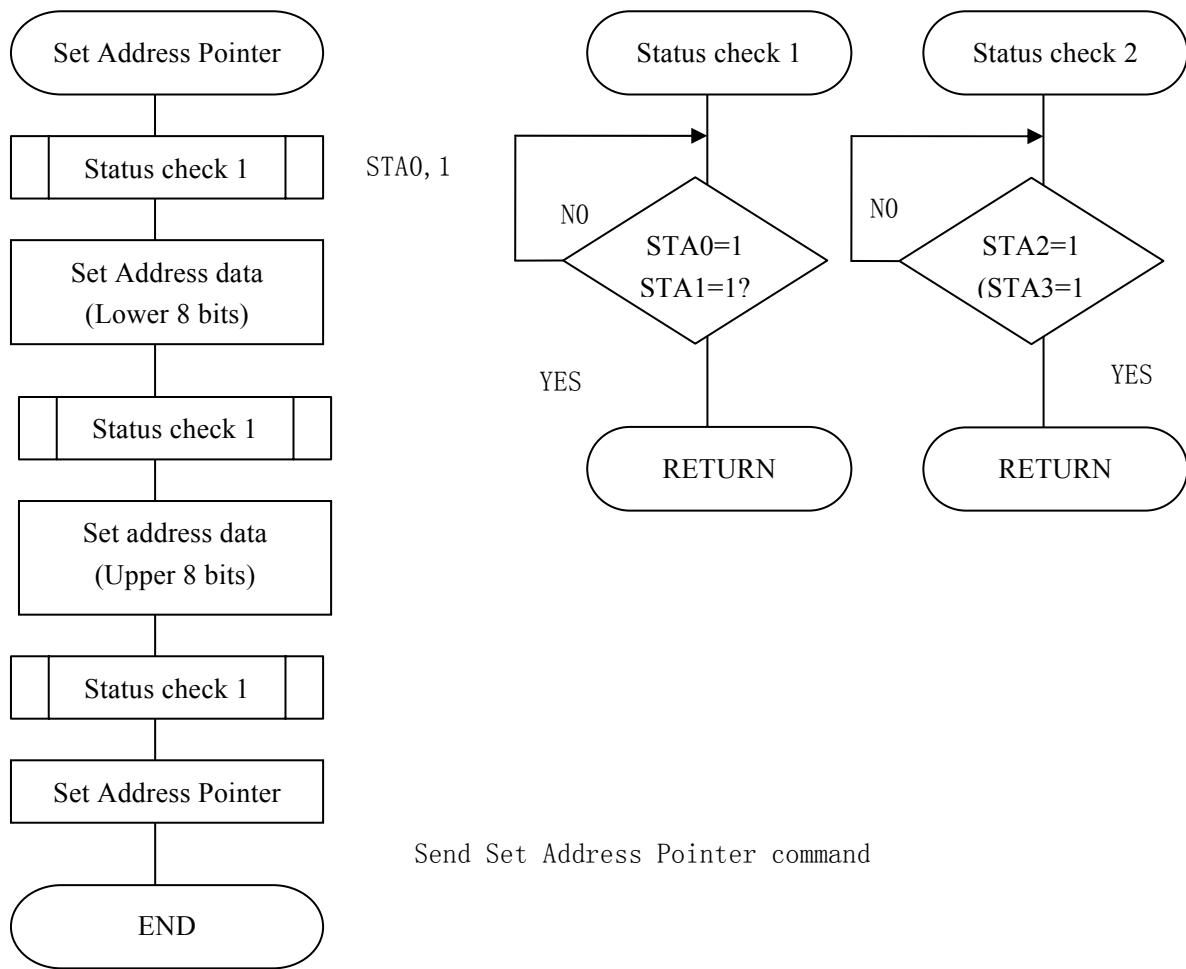 Set Address Pointer
Status check 1
STA0,1
Set Address data
(Lower 8 bits)
Status check 1
Set address data
(Upper 8 bits)
Status check 1
Set Address Pointer
Send Set Address Pointer command
END
Status check 1
NO
STA0=1
STA1=1?
YES
RETURN
Status check 2
NO
STA2=1
(STA3=1
YES
RETURN